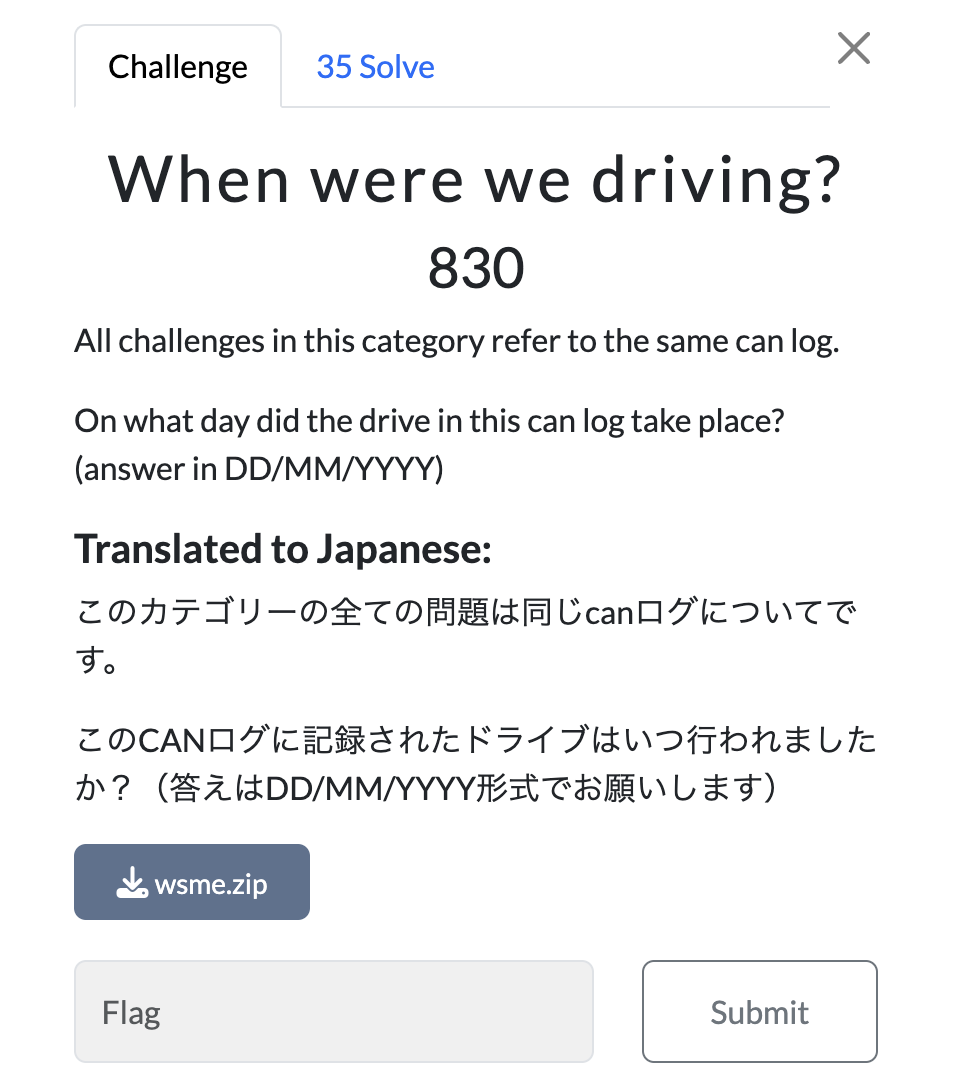 Challenge
35 Solve
When were we driving?
830
All challenges in this category refer to the same can log.
On what day did the drive in this can log take place?
(answer in DD/MM/YYYY)
Translated to Japanese:
このカテゴリーの全ての問題は同じcanログについてで
す。
このCANログに記録されたドライブはいつ行われました
か？（答えはDD/MM/YYYY形式でお願いします）
wsme.zip
Flag
Submit